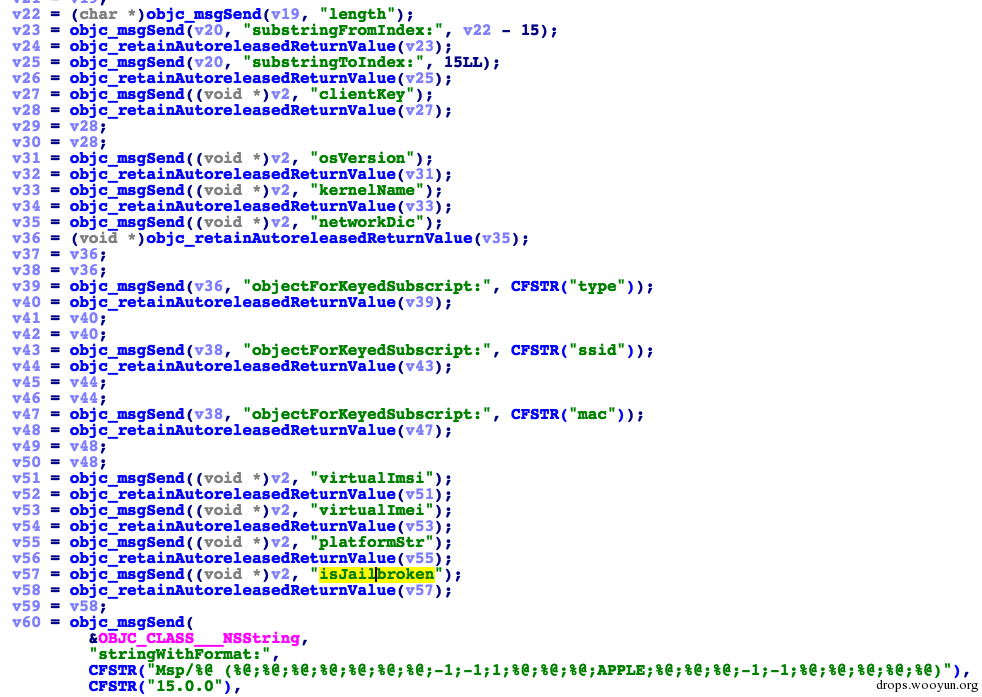 v22 = (char *)objc_msgSend(v19, "length");
v23 = objc_msgSend(v20, "substringFromIndex:", v22 - 15);
v24 = objc_retainAutoreleasedReturnValue(v23);
v25 = objc_msgSend(v20, "substringToIndex:", 15LL);
v26 = objc_retainAutoreleasedReturnValue(v25);
v27 = objc_msgSend((void *)v2, "clientKey");
v28 = objc_retainAutoreleasedReturnValue(v27);
v29 = v28;
v30 = v28;
v31 = objc_msgSend((void *)v2, "osVersion");
v32 = objc_retainAutoreleasedReturnValue(v31);
v33 = objc_msgSend((void *)v2, "kernelName");
v34 = objc_retainAutoreleasedReturnValue(v33);
v35 = objc_msgSend((void *)v2, "networkDic");
v36 = (void *)objc_retainAutoreleasedReturnValue(v35);
v37 = v36;
v38 = v36;
v39 = objc_msgSend(v36, "objectForKeyedSubscript:", CFSTR("type"));
v40 = objc_retainAutoreleasedReturnValue(v39);
v41 = v40;
v42 = v40;
v43 = objc_msgSend(v38, "objectForKeyedSubscript:", CFSTR("ssid"));
v44 = objc_retainAutoreleasedReturnValue(v43);
v45 = v44;
v46 = v44;
v47 = objc_msgSend(v38, "objectForKeyedSubscript:", CFSTR("mac"));
v48 = objc_retainAutoreleasedReturnValue(v47);
v49 = v48;
v50 = v48;
v51 = objc_msgSend((void *)v2, "virtualImsi");
v52 = objc_retainAutoreleasedReturnValue(v51);
v53 = objc_msgSend((void *)v2, "virtualImei");
v54 = objc_retainAutoreleasedReturnValue(v53);
v55 = objc_msgSend((void *)v2, "platformStr");
v56 = objc_retainAutoreleasedReturnValue(v55);
v57 = objc_msgSend((void *)v2, "isJailbroken");
v58 = objc_retainAutoreleasedReturnValue(v57);
v59 = v58;
v60 = objc_msgSend(
&OBJC_CLASS___NSString,
"stringWithFormat:",
CFSTR("Msp/%@ (%@;%@;%@;%@;%@;%@;%@;-1;-1;1;%@;%@;%@;APPLE;%@;%@;%@;-1;-1;%@;%@;%@;%@;%@)"),
CFSTR("15.0.0"),
drops.wooyun.org